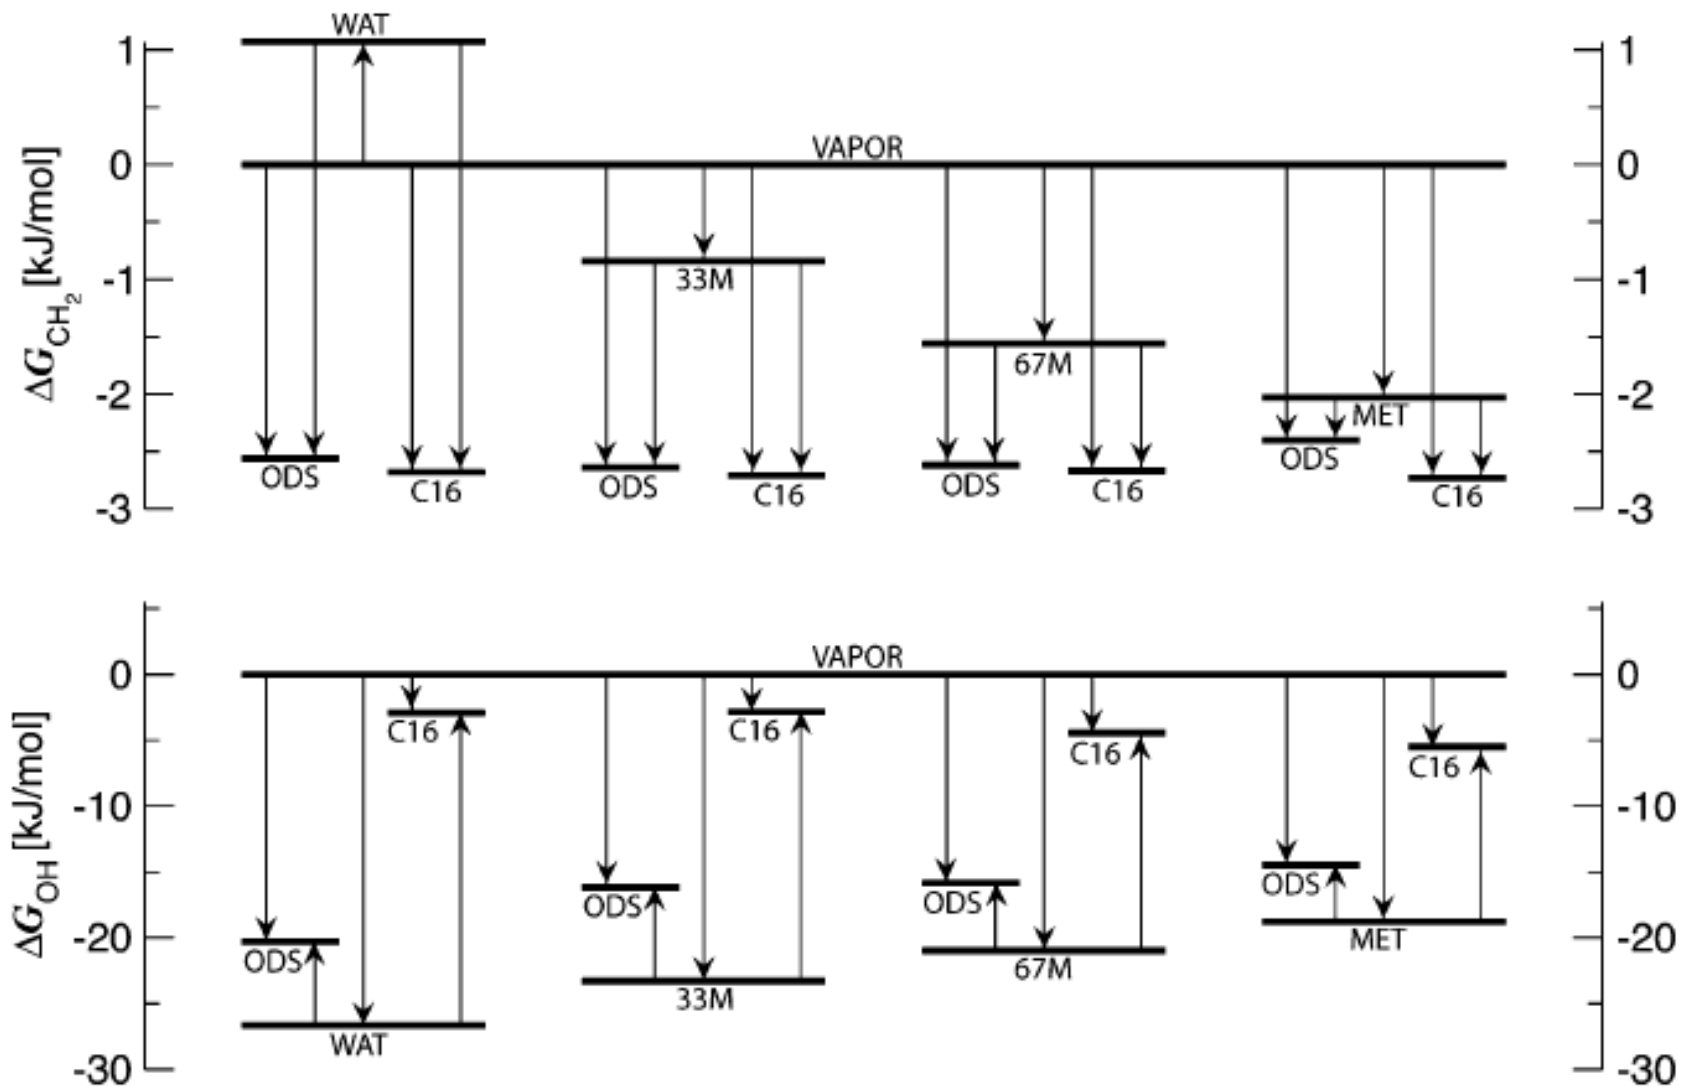 WAT
1
1
VAPOR
0
0
ΔG_CH2 [kJ/mol]
33M
-1
-1
67M
-2
MET
-2
ODS
C16
ODS
C16
ODS
C16
ODS
C16
-3
-3
VAPOR
0
0
C16
C16
C16
C16
ΔG_OH [kJ/mol]
-10
-10
ODS
ODS
ODS
ODS
-20
-20
MET
67M
33M
WAT
-30
-30